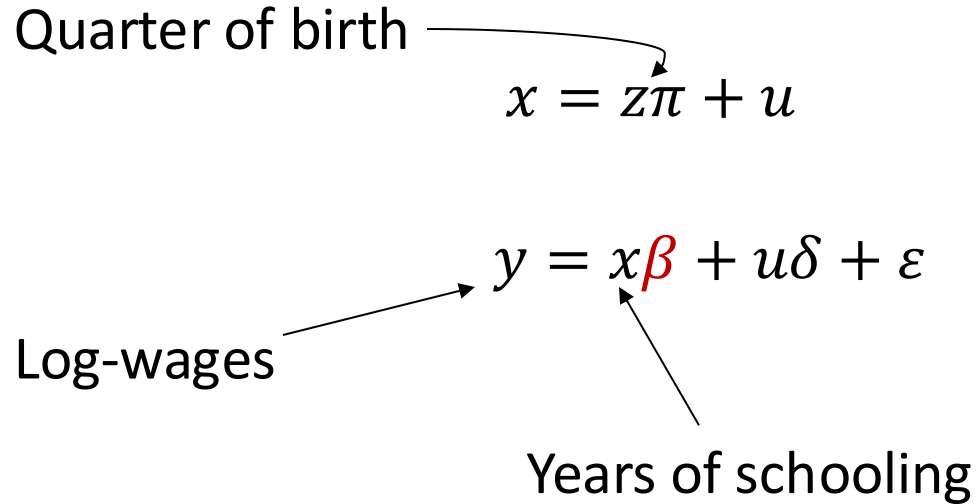 Quarter of birth
x = zπ + u
y = xβ + uδ + ε
Log-wages
Years of schooling